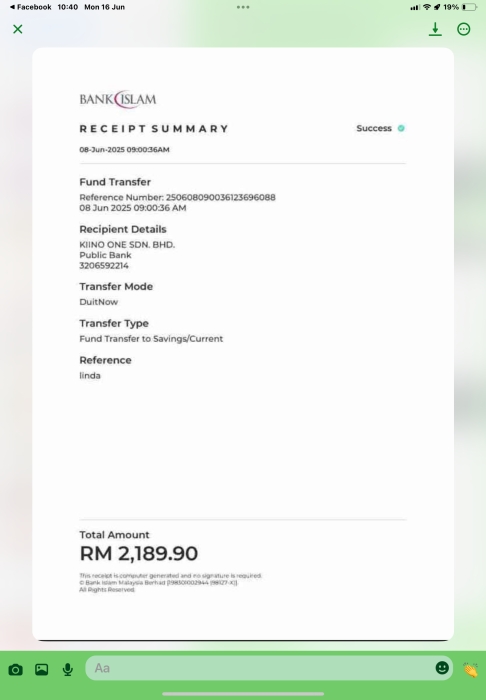 Facebook 10:40 Mon 16 Jun 19%
BANK ISLAM
RECEIPT SUMMARY
Success
08-Jun-2025 09:00:36AM
Fund Transfer
Reference Number: 250608090036123696088
08 Jun 2025 09:00:36 AM
Recipient Details
KIINO ONE SDN. BHD.
Public Bank
3206592214
Transfer Mode
DuitNow
Transfer Type
Fund Transfer to Savings/Current
Reference
linda
Total Amount
RM 2,189.90
This receipt is computer generated and no signature is required.
© Bank Islam Malaysia Berhad [198301002944 (98127-X)].
All Rights Reserved.
Aa